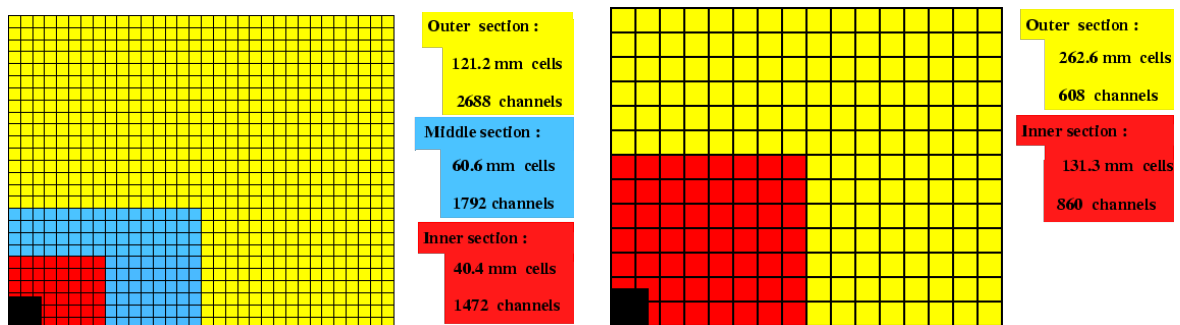 Outer section :
121.2 mm cells
2688 channels
Middle section :
60.6 mm cells
1792 channels
Inner section :
40.4 mm cells
1472 channels
Outer section :
262.6 mm cells
608 channels
Inner section :
131.3 mm cells
860 channels